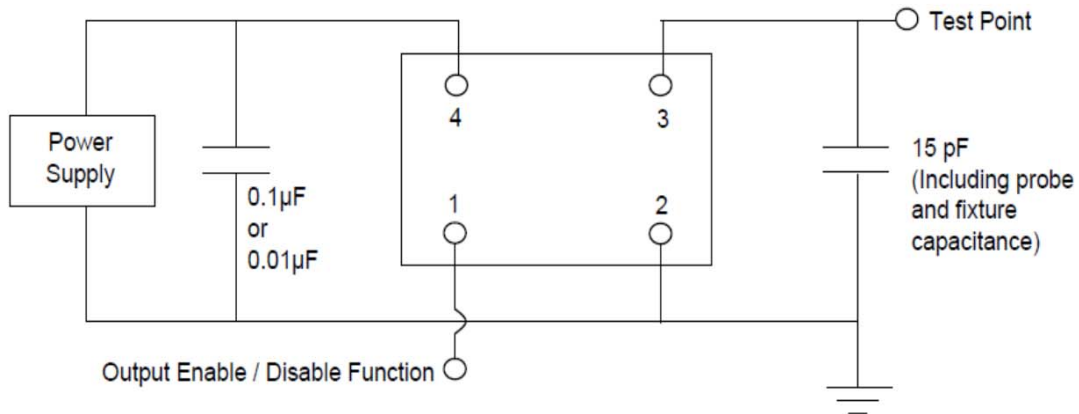 Test Point
4
3
Power
Supply
15 pF
(Including probe
and fixture
capacitance)
0.1µF
or
0.01µF
1
2
Output Enable / Disable Function